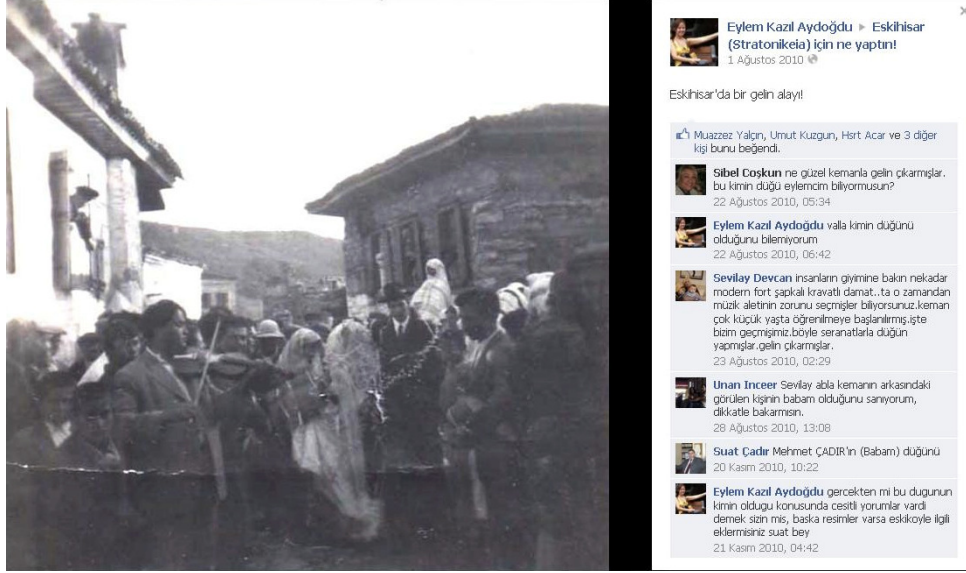 Eylem Kazıl Aydoğdu ▸ Eskihisar
(Stratonikeia) için ne yaptın!
1 Ağustos 2010
Eskihisar'da bir gelin alayı!
Muazzez Yalçın, Umut Kuzgun, Hsrt Acar ve 3 diğer
kişi bunu beğendi.
Sibel Coşkun ne güzel kemanla gelin çıkarmışlar.
bu kimin düğü eylemcim biliyormusun?
22 Ağustos 2010, 05:34
Eylem Kazıl Aydoğdu valla kimin düğünü
olduğunu bilemiyorum
22 Ağustos 2010, 06:42
Sevilay Devcan insanların giyimine bakın nekadar
modern fort şapkalı kravatlı damat..ta o zamandan
müzik aletinin zorunu seçmişler biliyorsunuz.keman
çok küçük yaşta öğrenilmeye başlanılmış.işte
bizim geçmişimiz.böyle seranatlarla düğün
yapmışlar.gelin çıkarmışlar.
23 Ağustos 2010, 02:29
Unan Inceer Sevilay abla kemanın arkasındaki
görülen kişinin babam olduğunu sanıyorum,
dikkatle bakarmısın.
28 Ağustos 2010, 13:08
Suat Çadır Mehmet ÇADIR'ın (Babam) düğünü
20 Kasım 2010, 10:22
Eylem Kazıl Aydoğdu gercekten mi bu dugunun
kimin oldugu konusunda cesitli yorumlar vardi
demek sizin mis, baska resimler varsa eskikoyle ilgili
eklermisiniz suat bey
21 Kasım 2010, 04:42